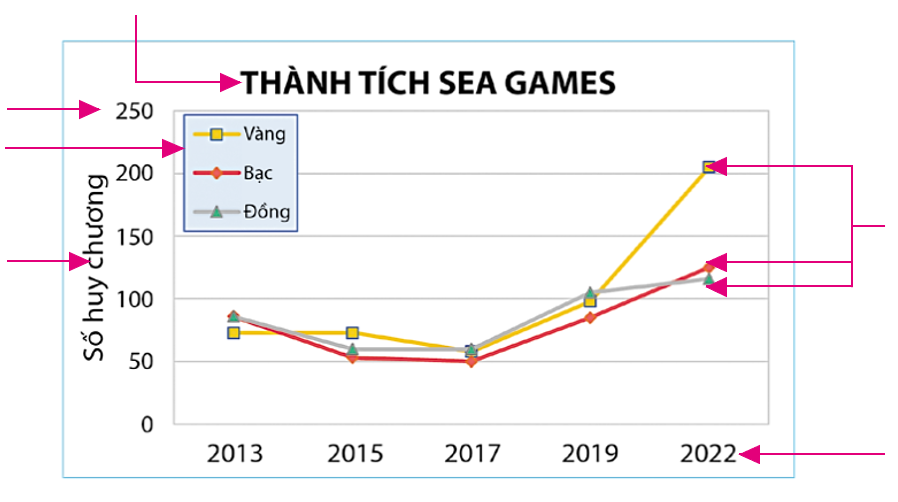 THÀNH TÍCH SEA GAMES
250
Vàng
200
Bạc
Đồng
150
Số huy chương
100
50
0
2013 2015 2017 2019 2022